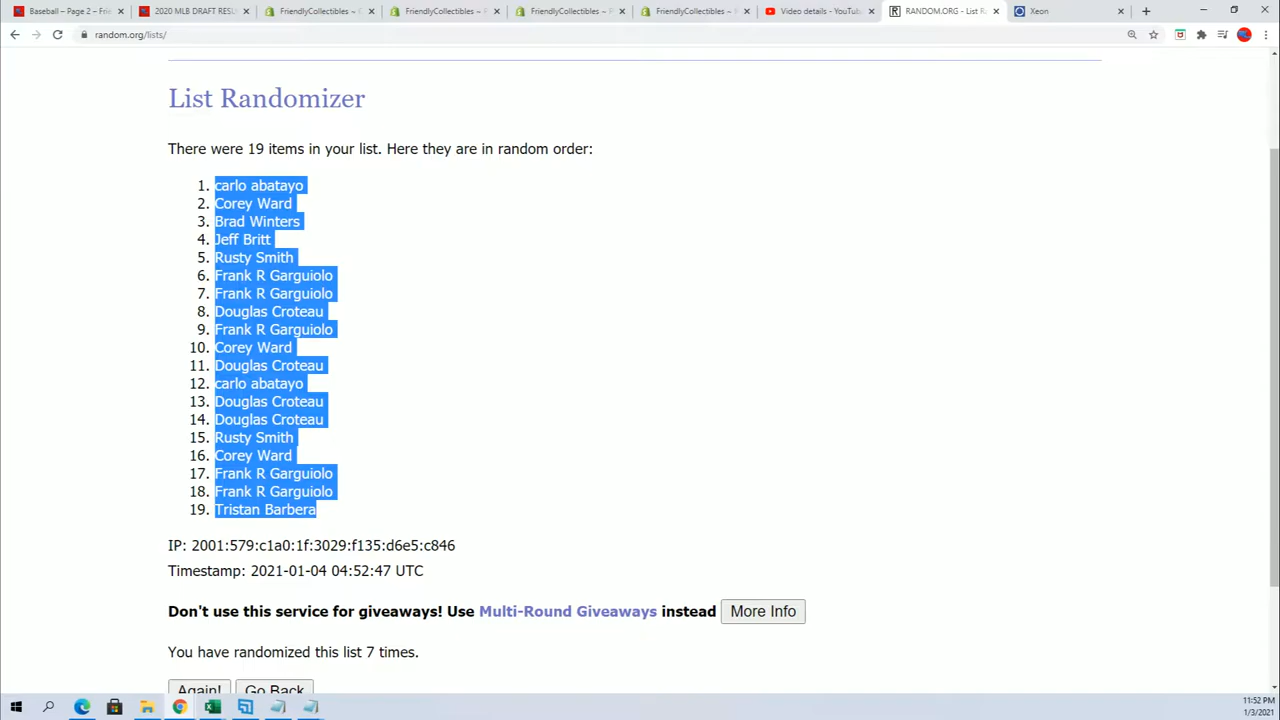 Baseball – Page 2 – Frie
2020 MLB DRAFT RESU
FriendlyCollectibles ~
FriendlyCollectibles ~ P
FriendlyCollectibles ~ P
FriendlyCollectibles ~ P
Video details - YouTube
RANDOM.ORG - List R
Xeon
random.org/lists/
List Randomizer
There were 19 items in your list. Here they are in random order:
1. carlo abatayo
2. Corey Ward
3. Brad Winters
4. Jeff Britt
5. Rusty Smith
6. Frank R Garguiolo
7. Frank R Garguiolo
8. Douglas Croteau
9. Frank R Garguiolo
10. Corey Ward
11. Douglas Croteau
12. carlo abatayo
13. Douglas Croteau
14. Douglas Croteau
15. Rusty Smith
16. Corey Ward
17. Frank R Garguiolo
18. Frank R Garguiolo
19. Tristan Barbera
IP: 2001:579:c1a0:1f:3029:f135:d6e5:c846
Timestamp: 2021-01-04 04:52:47 UTC
Don't use this service for giveaways! Use Multi-Round Giveaways instead More Info
You have randomized this list 7 times.
Again! Go Back
11:52 PM
1/3/2021